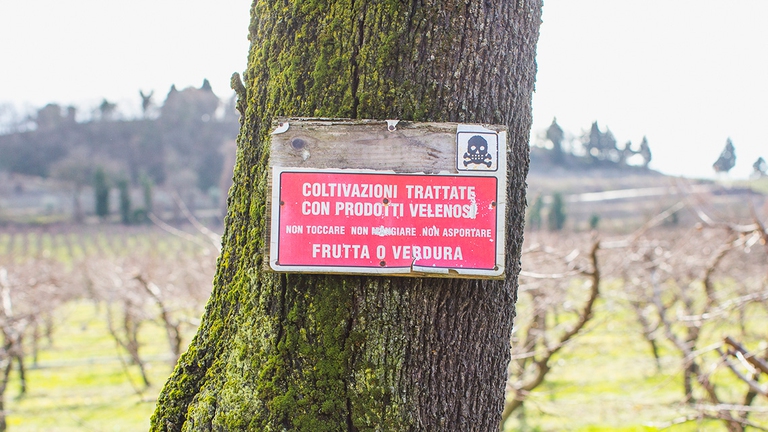 COLTIVAZIONI TRATTATE
CON PRODOTTI VELENOSI
NON TOCCARE NON MANGIARE NON ASPORTARE
FRUTTA O VERDURA